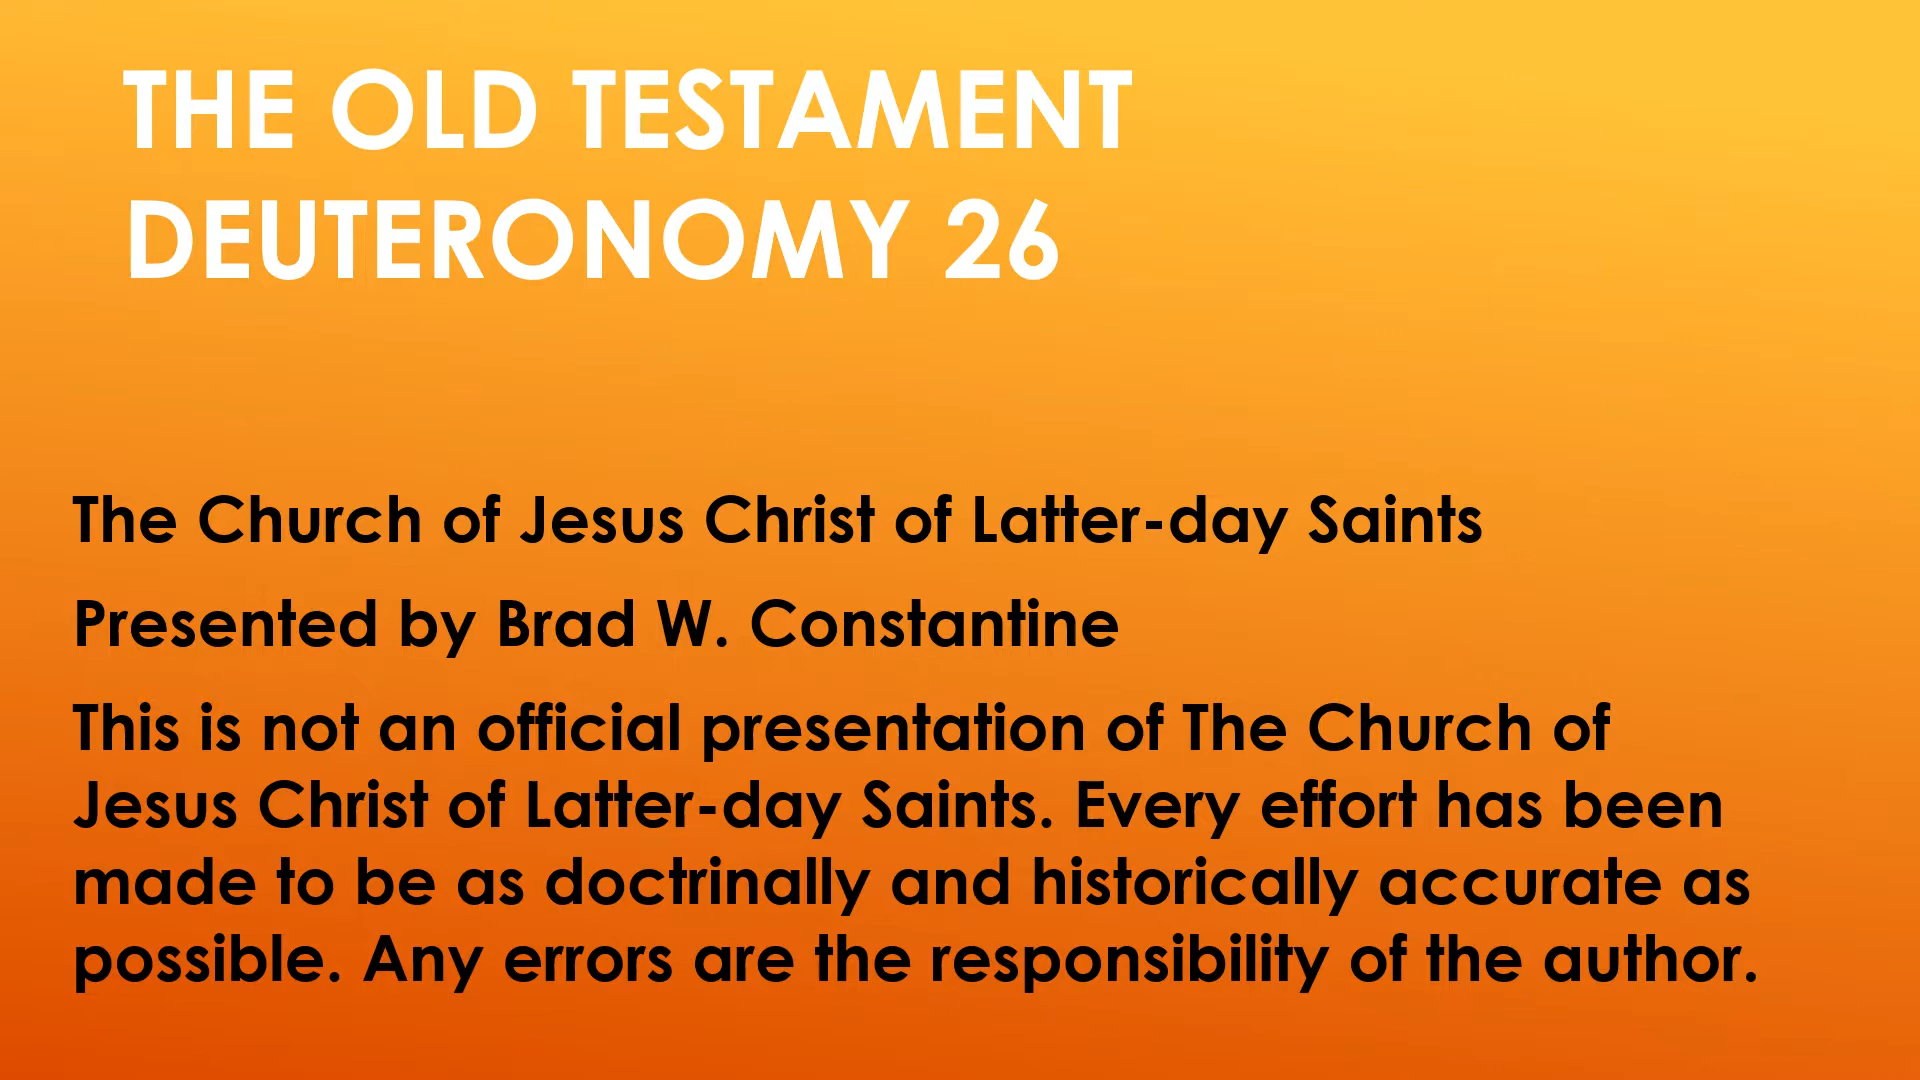 THE OLD TESTAMENT
DEUTERONOMY 26
The Church of Jesus Christ of Latter-day Saints
Presented by Brad W. Constantine
This is not an official presentation of The Church of
Jesus Christ of Latter-day Saints. Every effort has been
made to be as doctrinally and historically accurate as
possible. Any errors are the responsibility of the author.